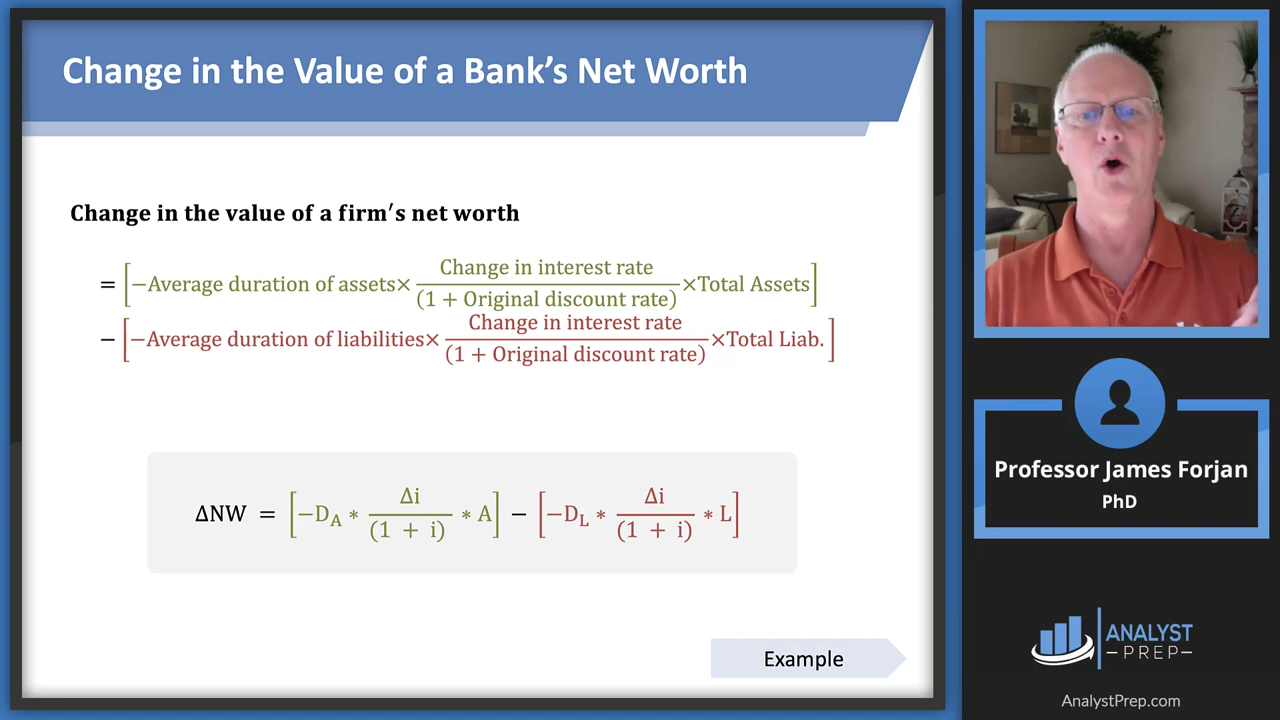 Change in the Value of a Bank’s Net Worth
Change in the value of a firm′s net worth
= [−Average duration of assets× Change in interest rate / (1 + Original discount rate) ×Total Assets]
− [−Average duration of liabilities× Change in interest rate / (1 + Original discount rate) ×Total Liab. ]
ΔNW = [−D_A ∗ Δi / (1 + i) ∗ A] − [−D_L ∗ Δi / (1 + i) ∗ L]
Example
Professor James Forjan
PhD
ANALYST
PREP
AnalystPrep.com